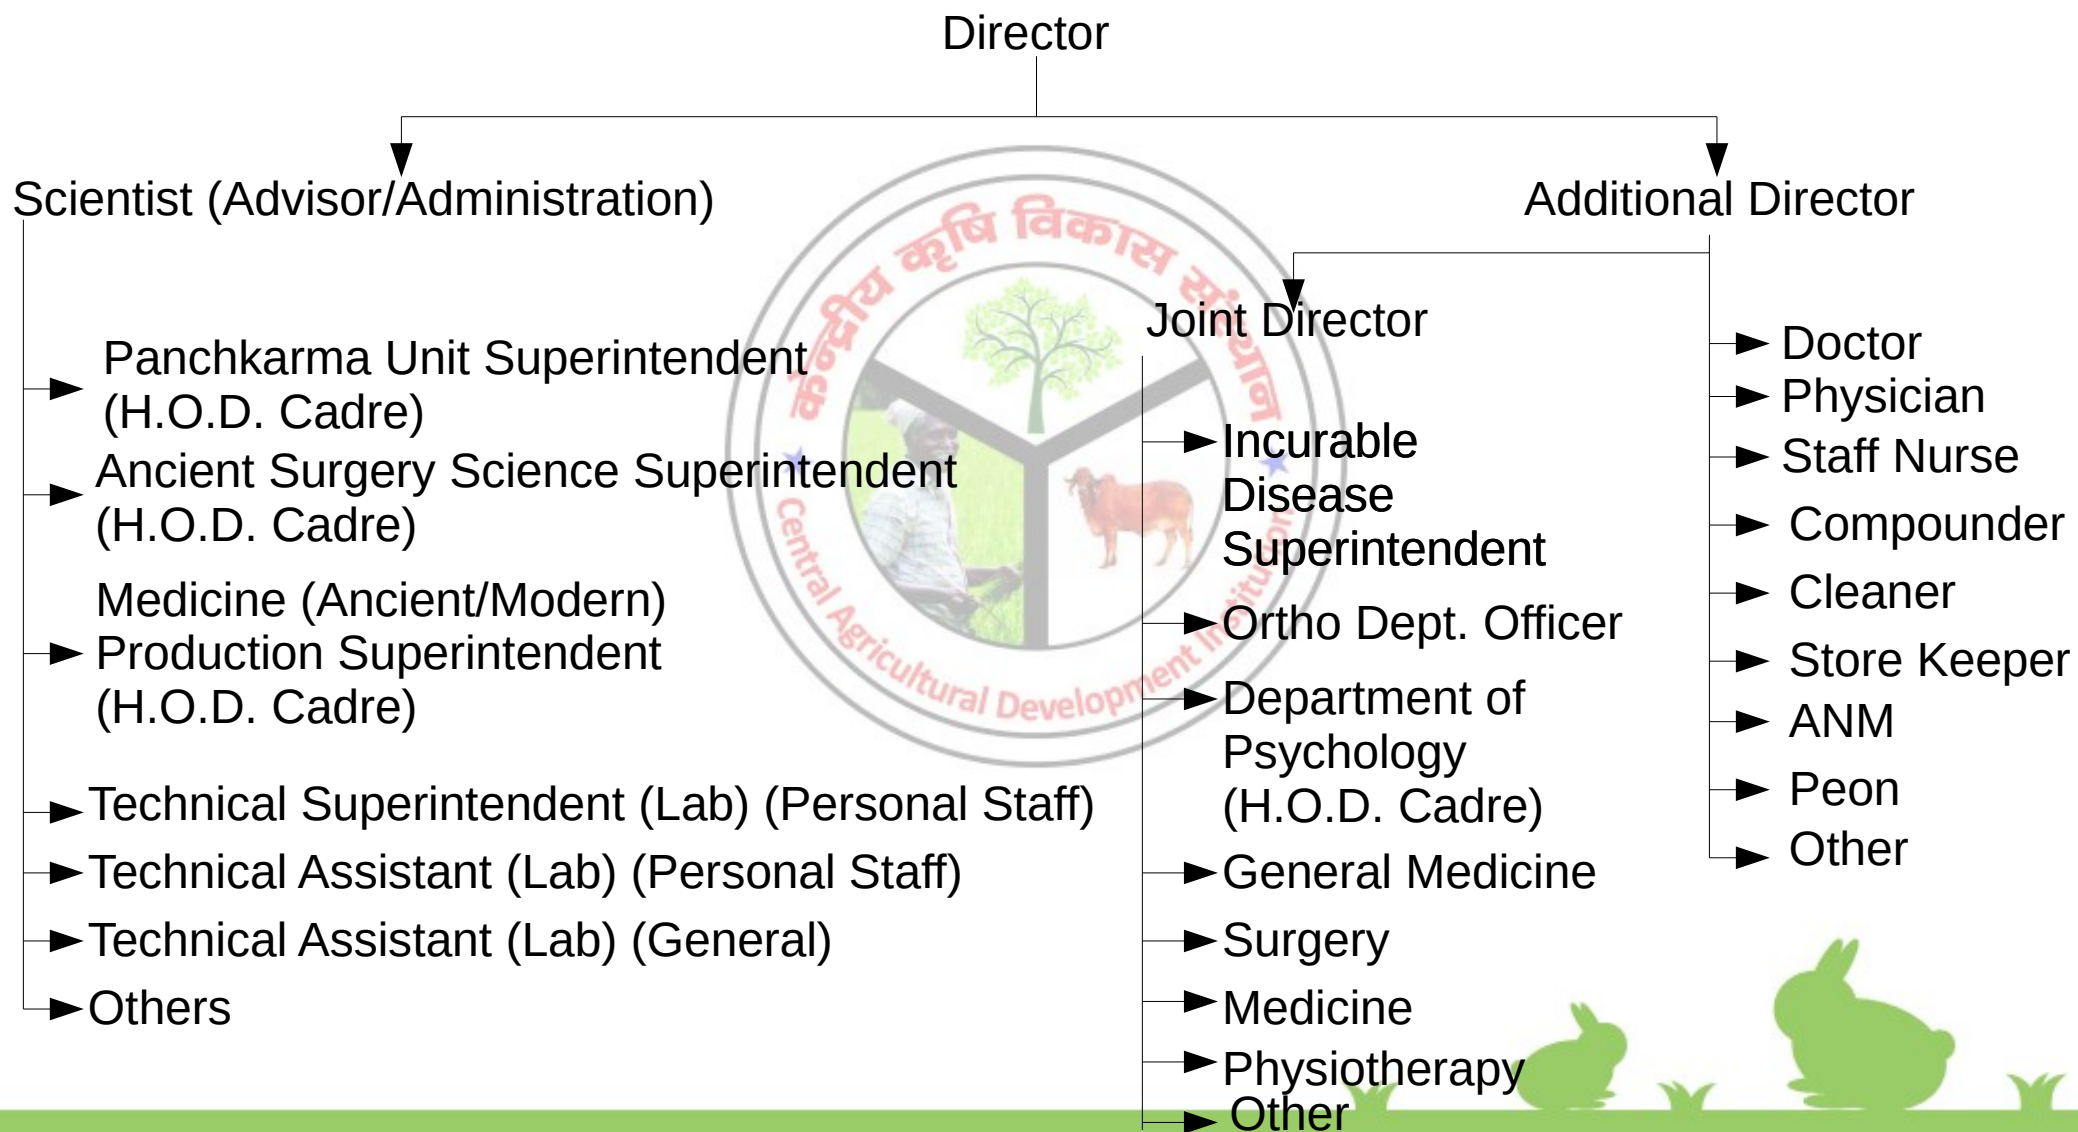 Director
Scientist (Advisor/Administration)
Additional Director
केन्द्रीय कृषि विकास संस्थान
Central Agricultural Development Institution
Panchkarma Unit Superintendent
(H.O.D. Cadre)
Ancient Surgery Science Superintendent
(H.O.D. Cadre)
Medicine (Ancient/Modern)
Production Superintendent
(H.O.D. Cadre)
Technical Superintendent (Lab) (Personal Staff)
Technical Assistant (Lab) (Personal Staff)
Technical Assistant (Lab) (General)
Others
Joint Director
Incurable
Disease
Superintendent
Ortho Dept. Officer
Department of
Psychology
(H.O.D. Cadre)
General Medicine
Surgery
Medicine
Physiotherapy
Other
Doctor
Physician
Staff Nurse
Compounder
Cleaner
Store Keeper
ANM
Peon
Other